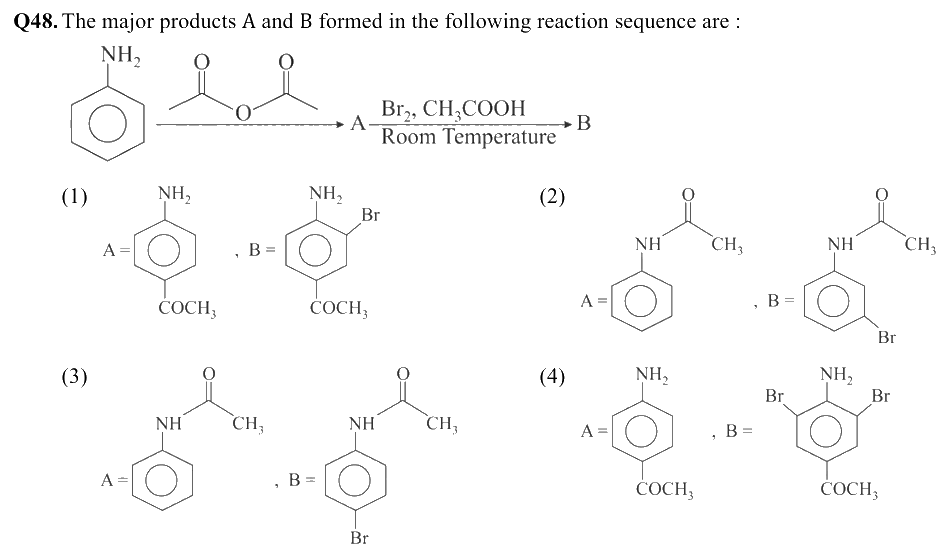 Q48. The major products A and B formed in the following reaction sequence are :
NH₂
O O
O
A Br₂, CH₃COOH B
Room Temperature
(1) NH₂ NH₂
Br
A = , B =
COCH₃ COCH₃
(2) O O
NH CH₃ NH CH₃
A = , B =
Br
(3) O O
NH CH₃ NH CH₃
A = , B =
Br
(4) NH₂ NH₂
Br Br
A = , B =
COCH₃ COCH₃